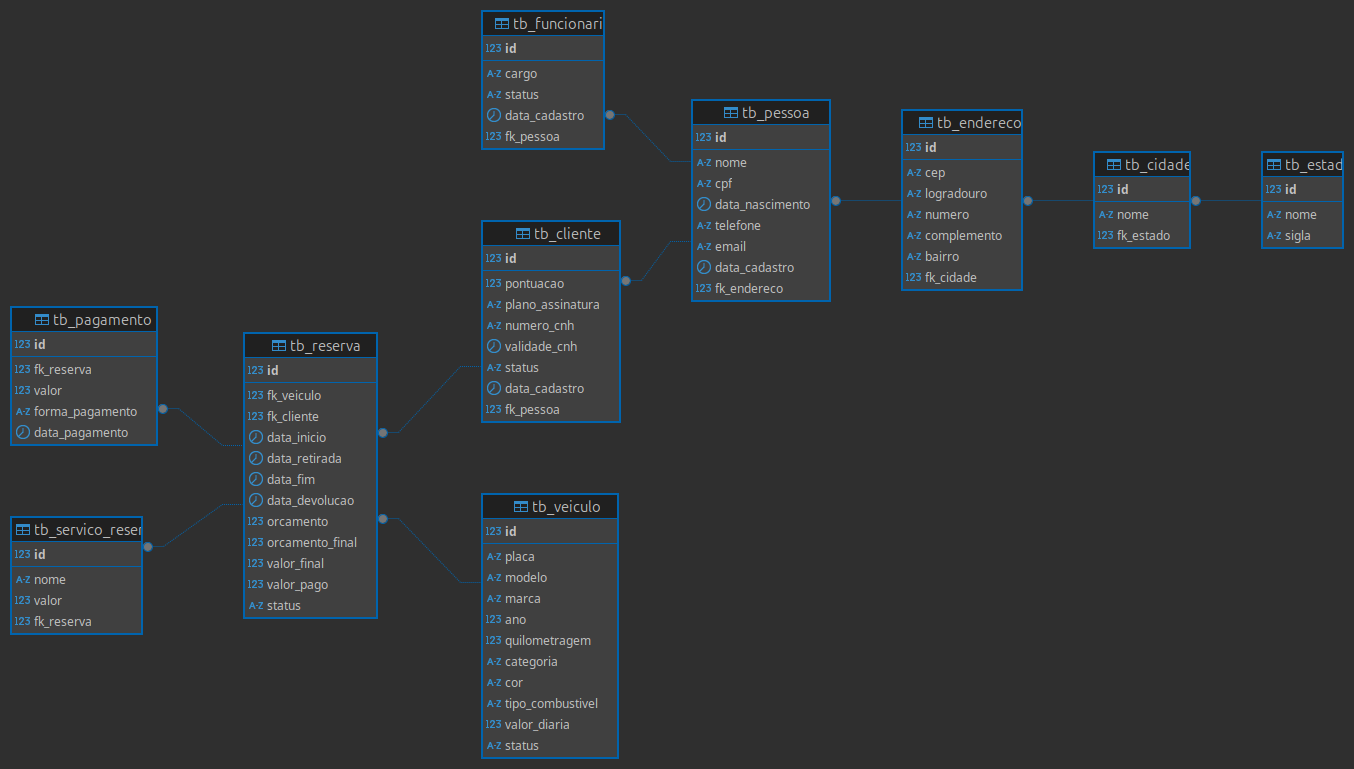 tb_funcionari
123 id
A-Z cargo
A-Z status
data_cadastro
123 fk_pessoa
tb_pessoa
123 id
A-Z nome
A-Z cpf
data_nascimento
A-Z telefone
A-Z email
data_cadastro
123 fk_endereco
tb_endereco
123 id
A-Z cep
A-Z logradouro
A-Z numero
A-Z complemento
A-Z bairro
123 fk_cidade
tb_cidade
123 id
A-Z nome
123 fk_estado
tb_estad
123 id
A-Z nome
A-Z sigla
tb_cliente
123 id
123 pontuacao
A-Z plano_assinatura
A-Z numero_cnh
validade_cnh
A-Z status
data_cadastro
123 fk_pessoa
tb_pagamento
123 id
123 fk_reserva
123 valor
A-Z forma_pagamento
data_pagamento
tb_reserva
123 id
123 fk_veiculo
123 fk_cliente
data_inicio
data_retirada
data_fim
data_devolucao
123 orcamento
123 orcamento_final
123 valor_final
123 valor_pago
A-Z status
tb_servico_reser
123 id
A-Z nome
123 valor
123 fk_reserva
tb_veiculo
123 id
A-Z placa
A-Z modelo
A-Z marca
123 ano
123 quilometragem
A-Z categoria
A-Z cor
A-Z tipo_combustivel
123 valor_diaria
A-Z status